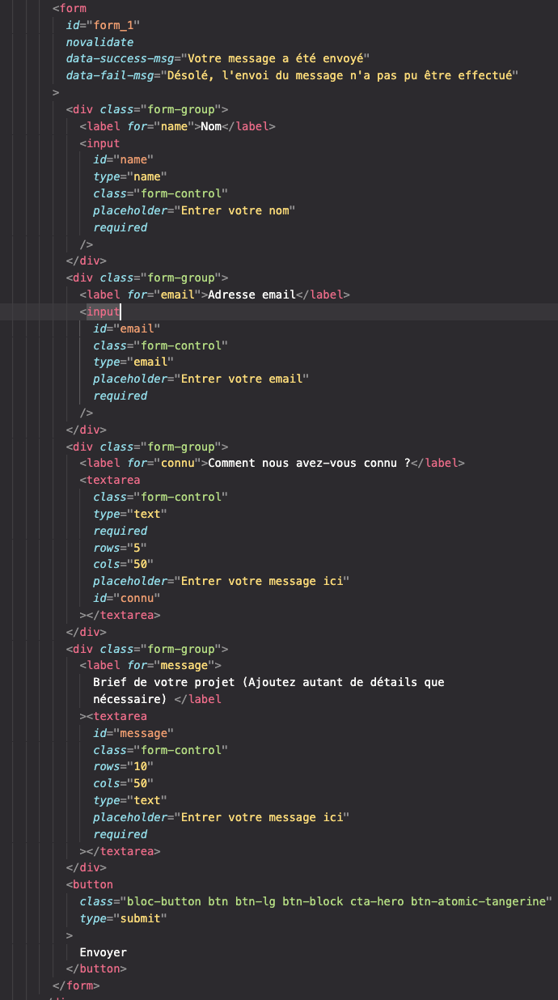 <form
id="form_1"
novalidate
data-success-msg="Votre message a été envoyé"
data-fail-msg="Désolé, l'envoi du message n'a pas pu être effectué"
>
<div class="form-group">
<label for="name">Nom</label>
<input
id="name"
type="name"
class="form-control"
placeholder="Entrer votre nom"
required
/>
</div>
<div class="form-group">
<label for="email">Adresse email</label>
<input
id="email"
class="form-control"
type="email"
placeholder="Entrer votre email"
required
/>
</div>
<div class="form-group">
<label for="connu">Comment nous avez-vous connu ?</label>
<textarea
class="form-control"
type="text"
required
rows="5"
cols="50"
placeholder="Entrer votre message ici"
id="connu"
></textarea>
</div>
<div class="form-group">
<label for="message">
Brief de votre projet (Ajoutez autant de détails que
nécessaire) </label
><textarea
id="message"
class="form-control"
rows="10"
cols="50"
type="text"
placeholder="Entrer votre message ici"
required
></textarea>
</div>
<button
class="bloc-button btn btn-lg btn-block cta-hero btn-atomic-tangerine"
type="submit"
>
Envoyer
</button>
</form>